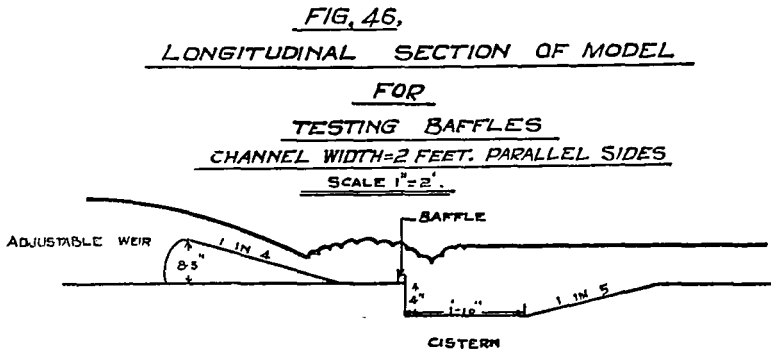 FIG. 46.
LONGITUDINAL SECTION OF MODEL
FOR
TESTING BAFFLES
CHANNEL WIDTH=2 FEET. PARALLEL SIDES
SCALE 1"=2'.
BAFFLE
ADJUSTABLE WEIR
1 IN 4
8·5"
4"
1'-10"
1 IN 5
CISTERN